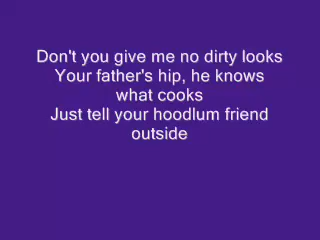 Don't you give me no dirty looks
Your father's hip, he knows
what cooks
Just tell your hoodlum friend
outside